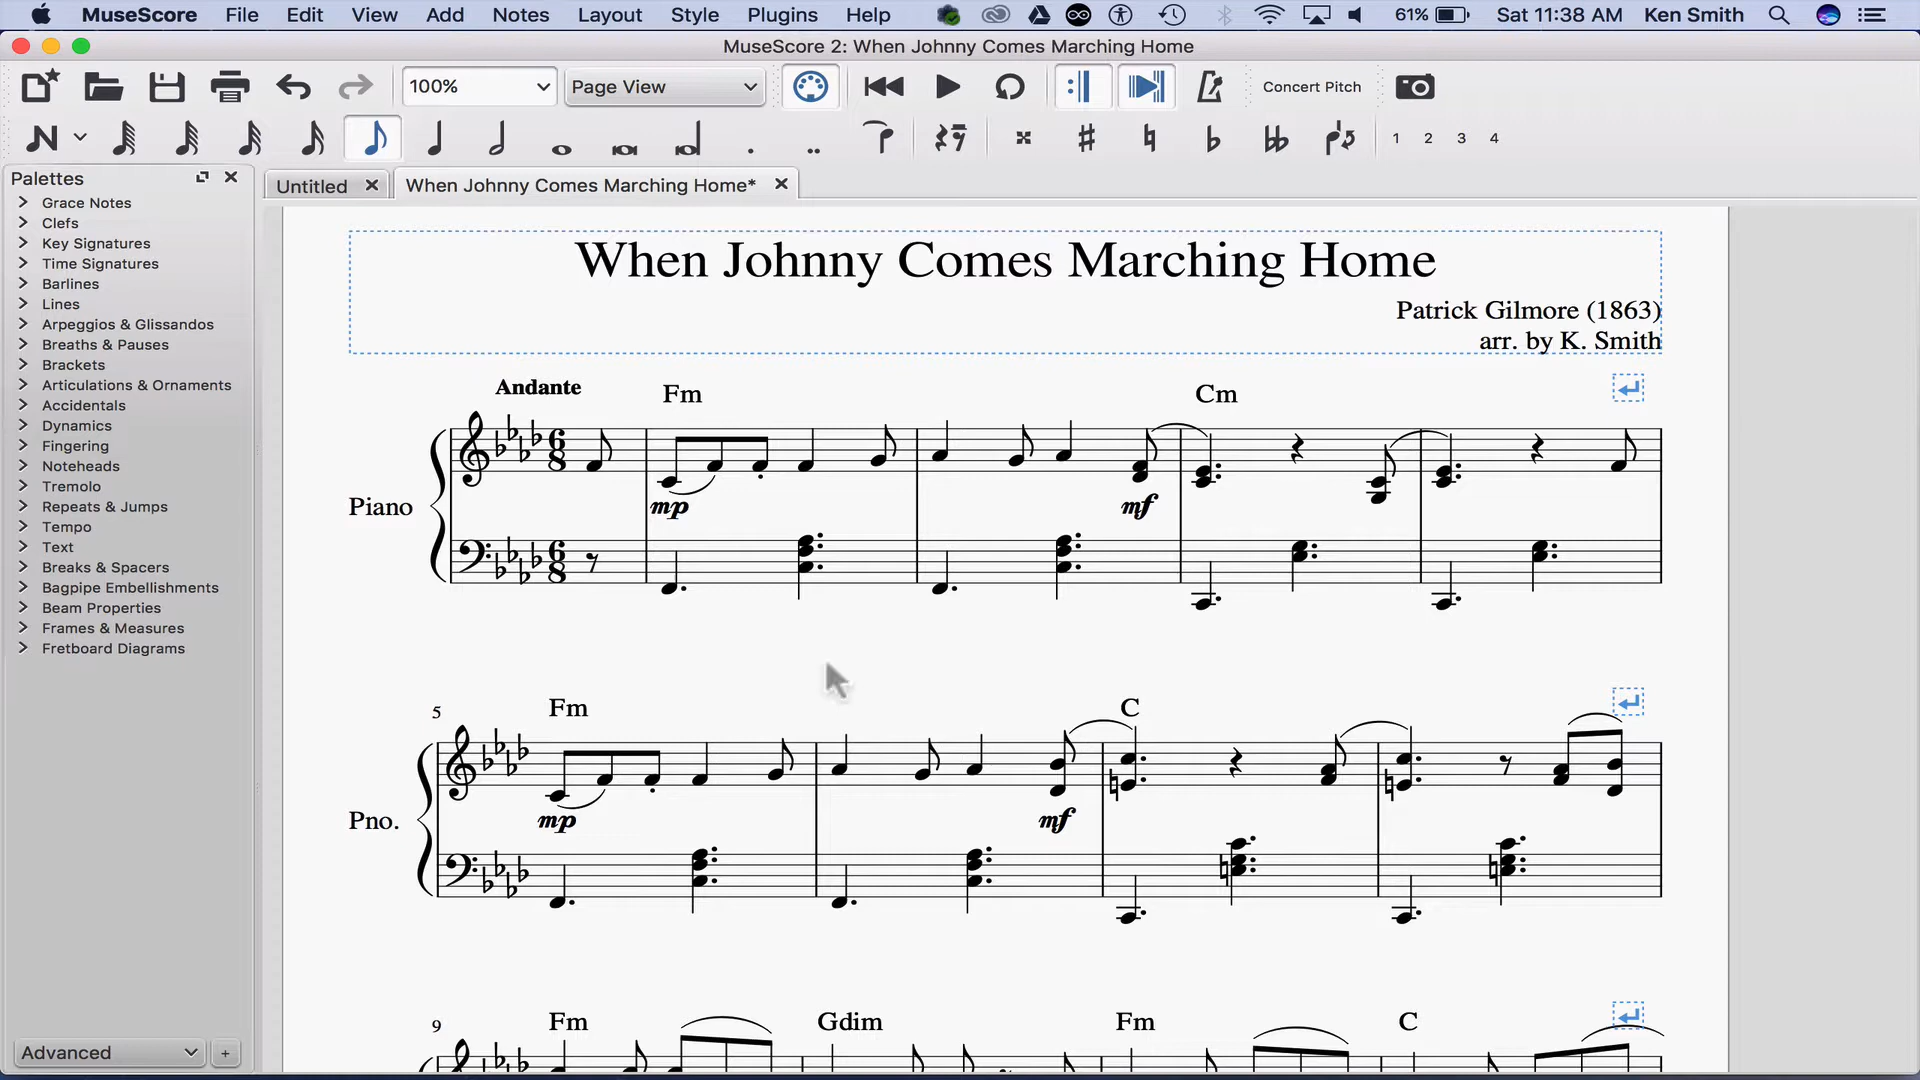 MuseScore File Edit View Add Notes Layout Style Plugins Help 61% Sat 11:38 AM Ken Smith
MuseScore 2: When Johnny Comes Marching Home
100% Page View Concert Pitch
1 2 3 4
Palettes
Untitled When Johnny Comes Marching Home*
Grace Notes
Clefs
Key Signatures
Time Signatures
Barlines
Lines
Arpeggios & Glissandos
Breaths & Pauses
Brackets
Articulations & Ornaments
Accidentals
Dynamics
Fingering
Noteheads
Tremolo
Repeats & Jumps
Tempo
Text
Breaks & Spacers
Bagpipe Embellishments
Beam Properties
Frames & Measures
Fretboard Diagrams
Advanced +
When Johnny Comes Marching Home
Patrick Gilmore (1863)
arr. by K. Smith
Andante Fm Cm
6 8
Piano mp mf
6 8
5 Fm C
Pno. mp mf
9 Fm Gdim Fm C